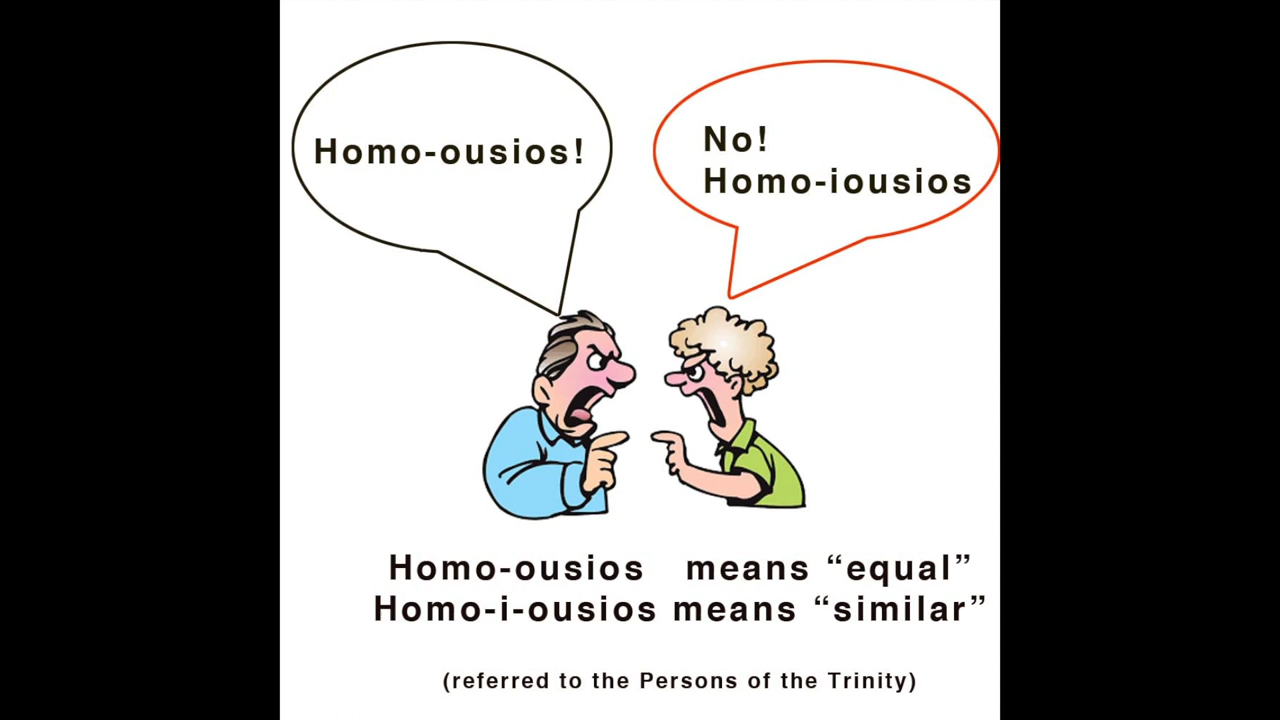 Homo-ousios!
No!
Homo-iousios
Homo-ousios means “equal”
Homo-i-ousios means “similar”
(referred to the Persons of the Trinity)